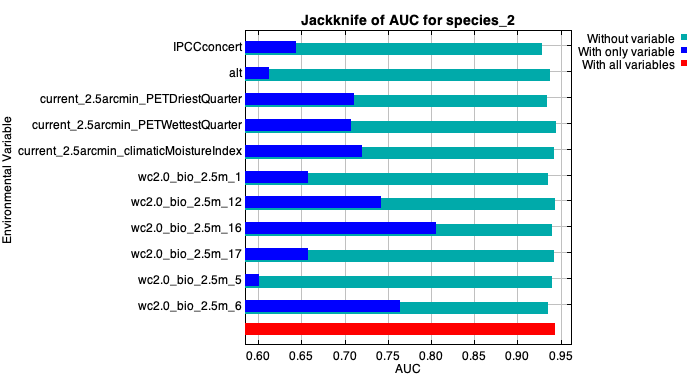 Jackknife of AUC for species_2
Without variable
With only variable
With all variables
Environmental Variable
IPCCconcert
alt
current_2.5arcmin_PETDriestQuarter
current_2.5arcmin_PETWettestQuarter
current_2.5arcmin_climaticMoistureIndex
wc2.0_bio_2.5m_1
wc2.0_bio_2.5m_12
wc2.0_bio_2.5m_16
wc2.0_bio_2.5m_17
wc2.0_bio_2.5m_5
wc2.0_bio_2.5m_6
0.60 0.65 0.70 0.75 0.80 0.85 0.90 0.95
AUC